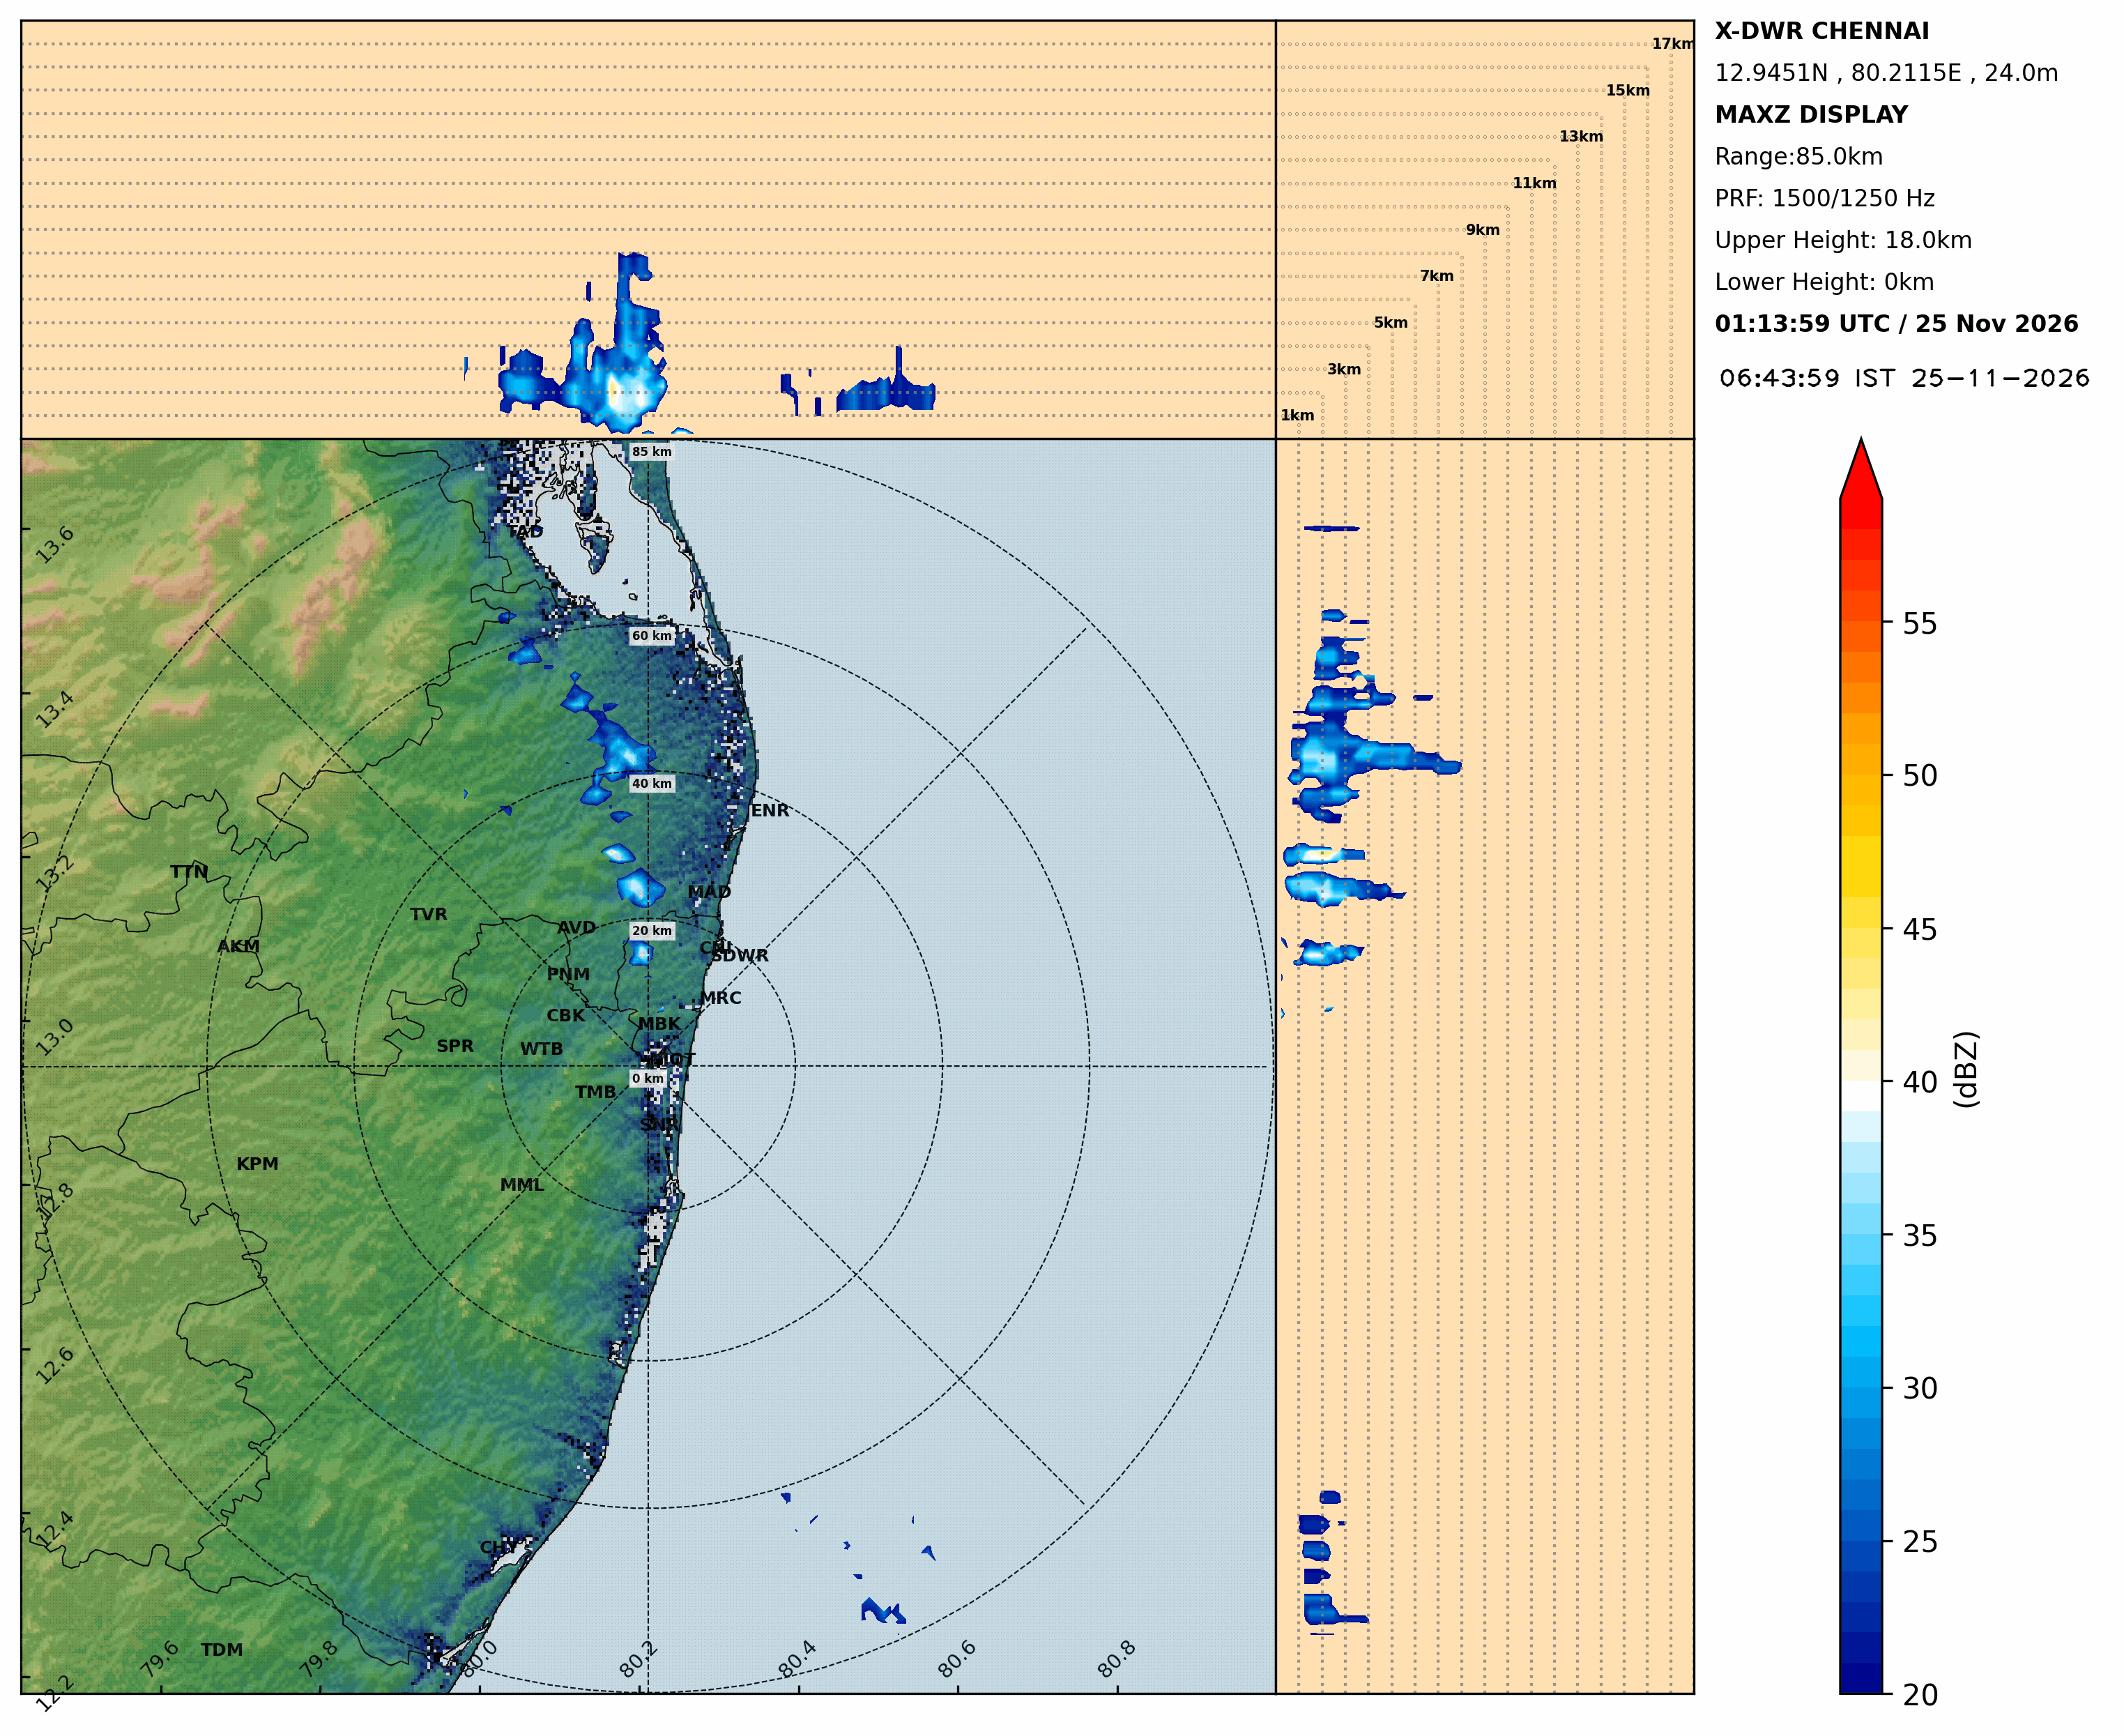 X-DWR CHENNAI
12.9451N , 80.2115E , 24.0m
MAXZ DISPLAY
Range:85.0km
PRF: 1500/1250 Hz
Upper Height: 18.0km
Lower Height: 0km
01:13:59 UTC / 25 Nov 2026
06:43:59 IST 25-11-2026
17km
15km
13km
11km
9km
7km
5km
3km
1km
85 km
60 km
40 km
20 km
0 km
TAD
ENR
TTN
MAD
TVR
AVD
AKM
CNI
SDWR
PNM
MRC
CBK
MBK
SPR
WTB
MIOT
TMB
SNR
KPM
MML
CHY
TDM
13.6
13.4
13.2
13.0
12.8
12.6
12.4
12.2
79.6
79.8
80.0
80.2
80.4
80.6
80.8
55
50
45
40
35
30
25
20
(dBZ)